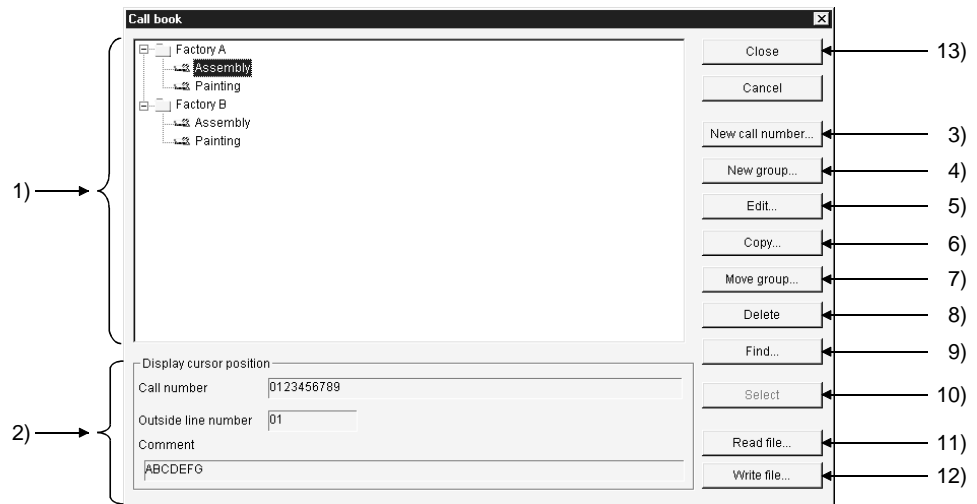 Call book
Factory A
Assembly
Painting
Factory B
Assembly
Painting
1)
Close
13)
Cancel
New call number...
3)
New group...
4)
Edit...
5)
Copy...
6)
Move group...
7)
Delete
8)
Find...
9)
Select
10)
Read file...
11)
Write file...
12)
2)
Display cursor position
Call number 0123456789
Outside line number 01
Comment
ABCDEFG